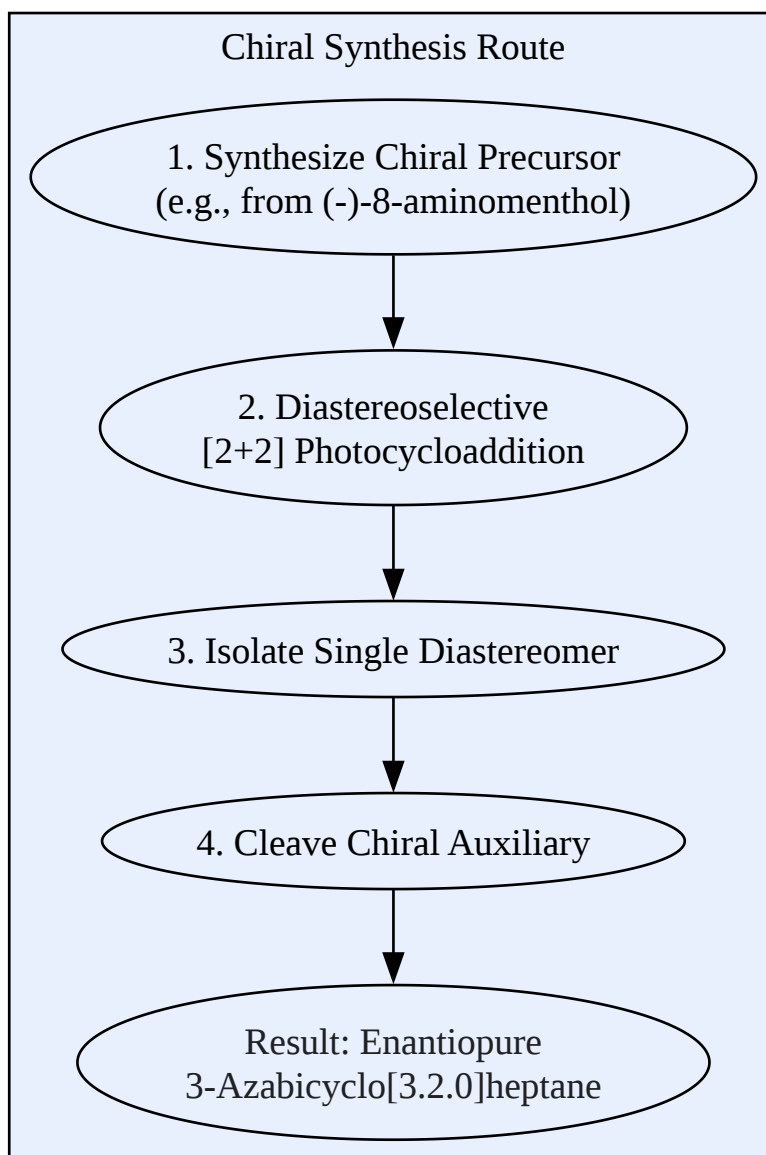 Chiral Synthesis Route
1. Synthesize Chiral Precursor
(e.g., from (-)-8-aminomenthol)
2. Diastereoselective
[2+2] Photocycloaddition
3. Isolate Single Diastereomer
4. Cleave Chiral Auxiliary
Result: Enantiopure
3-Azabicyclo[3.2.0]heptane